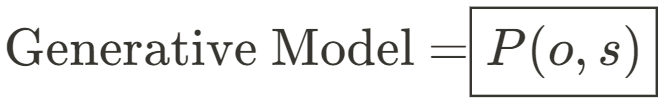 Generative Model = P(o, s)